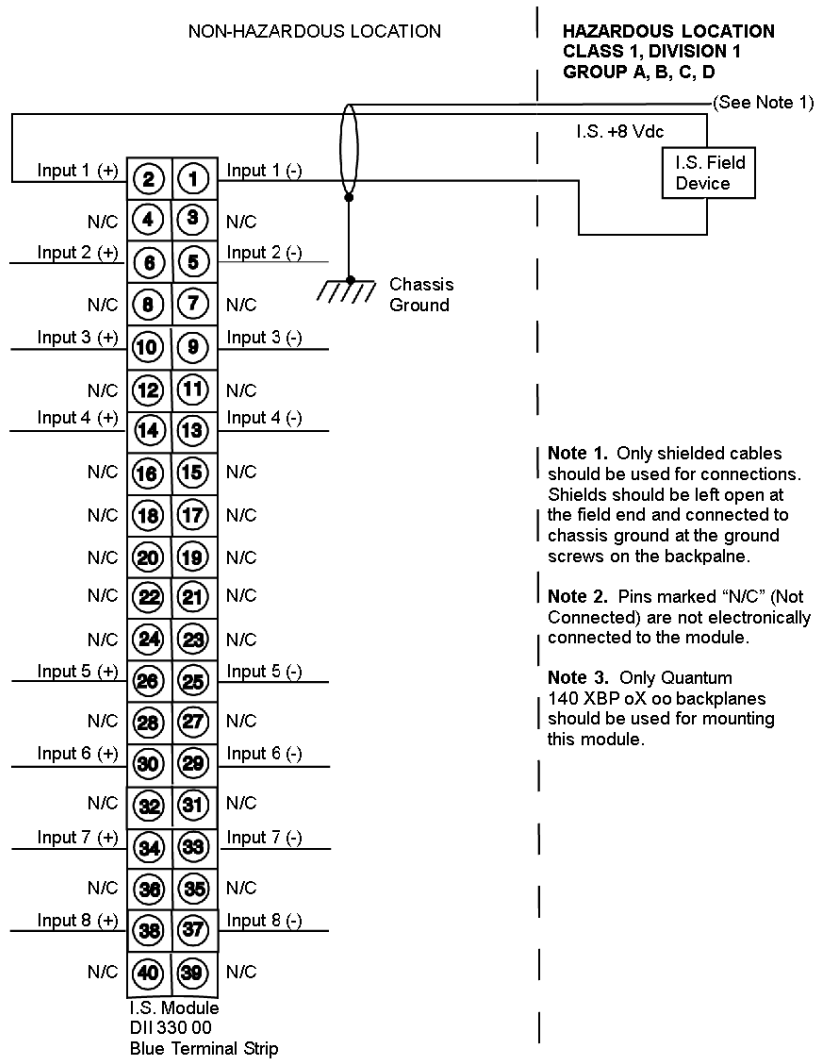 NON-HAZARDOUS LOCATION
HAZARDOUS LOCATION
CLASS 1, DIVISION 1
GROUP A, B, C, D
(See Note 1)
I.S. +8 Vdc
I.S. Field
Device
Input 1 (+) 2 1 Input 1 (-)
N/C 4 3 N/C
Input 2 (+) 6 5 Input 2 (-)
N/C 8 7 N/C
Chassis
Ground
Input 3 (+) 10 9 Input 3 (-)
N/C 12 11 N/C
Input 4 (+) 14 13 Input 4 (-)
N/C 16 15 N/C
N/C 18 17 N/C
N/C 20 19 N/C
N/C 22 21 N/C
N/C 24 23 N/C
Input 5 (+) 26 25 Input 5 (-)
N/C 28 27 N/C
Input 6 (+) 30 29 Input 6 (-)
N/C 32 31 N/C
Input 7 (+) 34 33 Input 7 (-)
N/C 36 35 N/C
Input 8 (+) 38 37 Input 8 (-)
N/C 40 39 N/C
I.S. Module
DII 330 00
Blue Terminal Strip
Note 1. Only shielded cables
should be used for connections.
Shields should be left open at
the field end and connected to
chassis ground at the ground
screws on the backpalne.
Note 2. Pins marked “N/C” (Not
Connected) are not electronically
connected to the module.
Note 3. Only Quantum
140 XBP oX oo backplanes
should be used for mounting
this module.